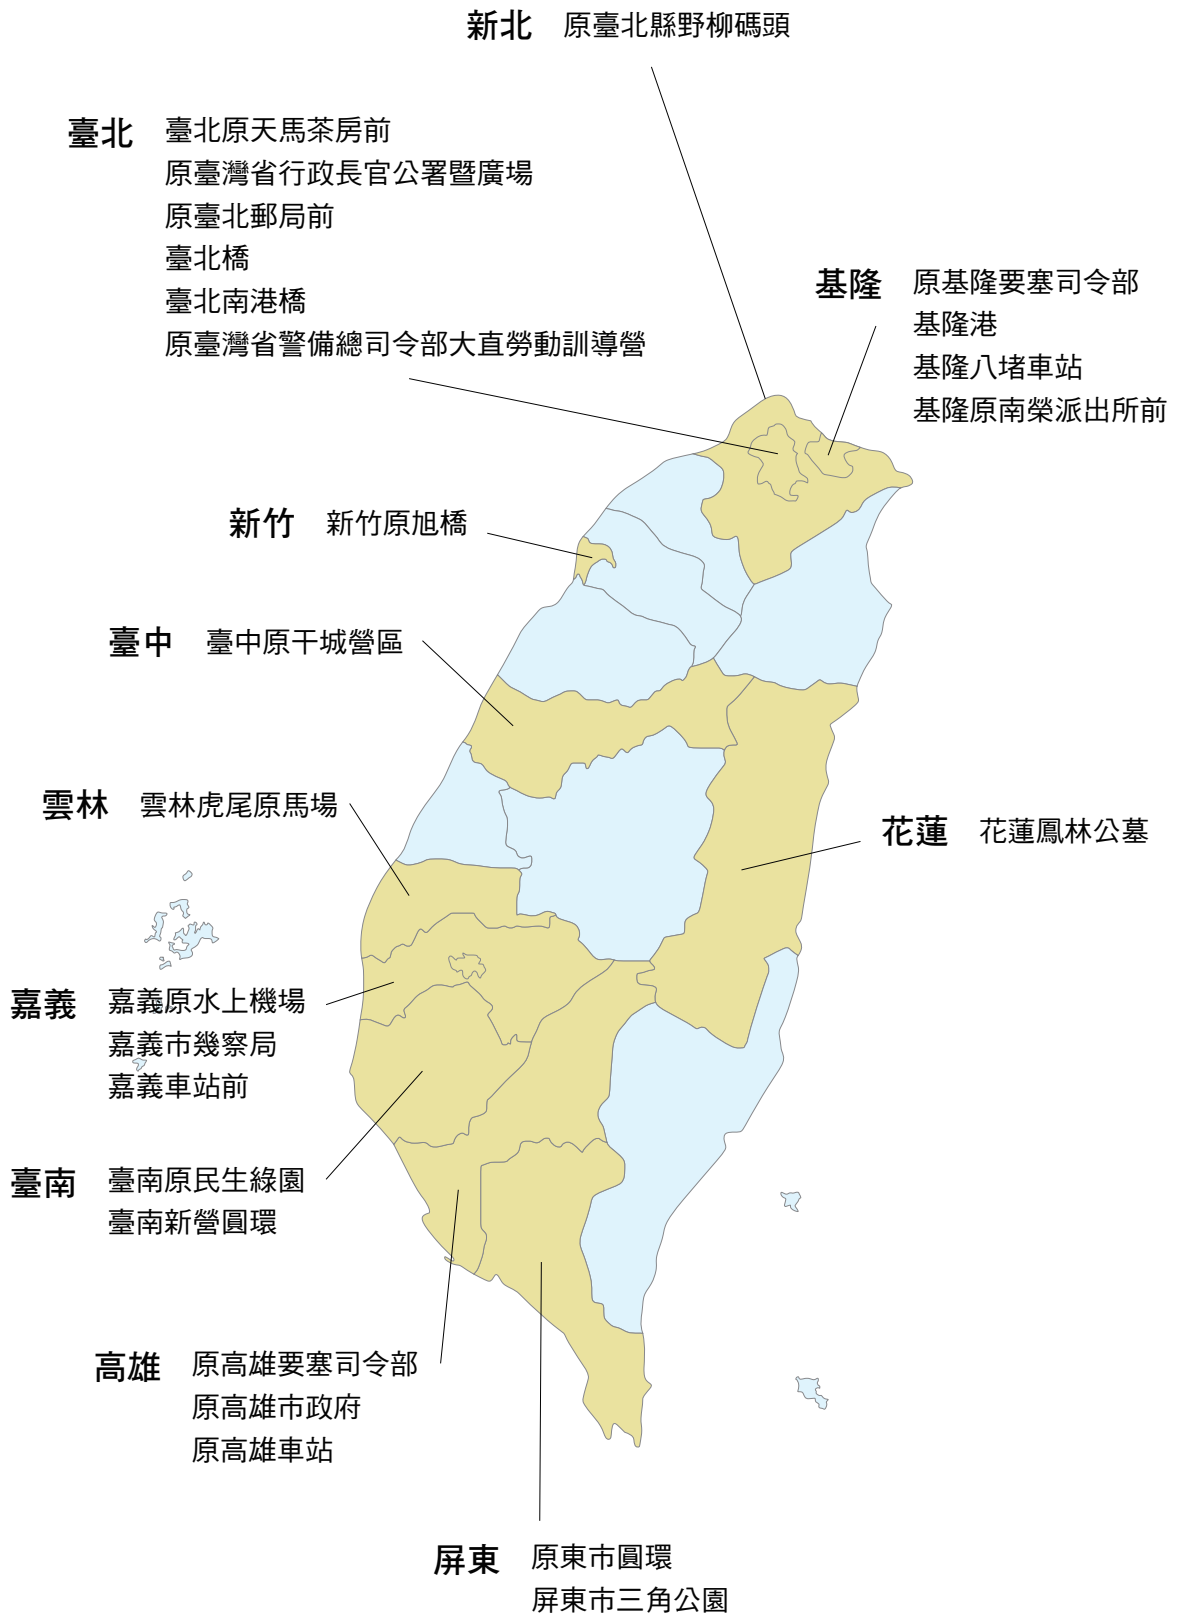 新北 原臺北縣野柳碼頭
臺北 臺北原天馬茶房前
原臺灣省行政長官公署暨廣場
原臺北郵局前
臺北橋
臺北南港橋
原臺灣省警備總司令部大直勞動訓導營
基隆 原基隆要塞司令部
基隆港
基隆八堵車站
基隆原南榮派出所前
新竹 新竹原旭橋
臺中 臺中原干城營區
雲林 雲林虎尾原馬場
花蓮 花蓮鳳林公墓
嘉義 嘉義原水上機場
嘉義市幾察局
嘉義車站前
臺南 臺南原民生綠園
臺南新營圓環
高雄 原高雄要塞司令部
原高雄市政府
原高雄車站
屏東 原東市圓環
屏東市三角公園